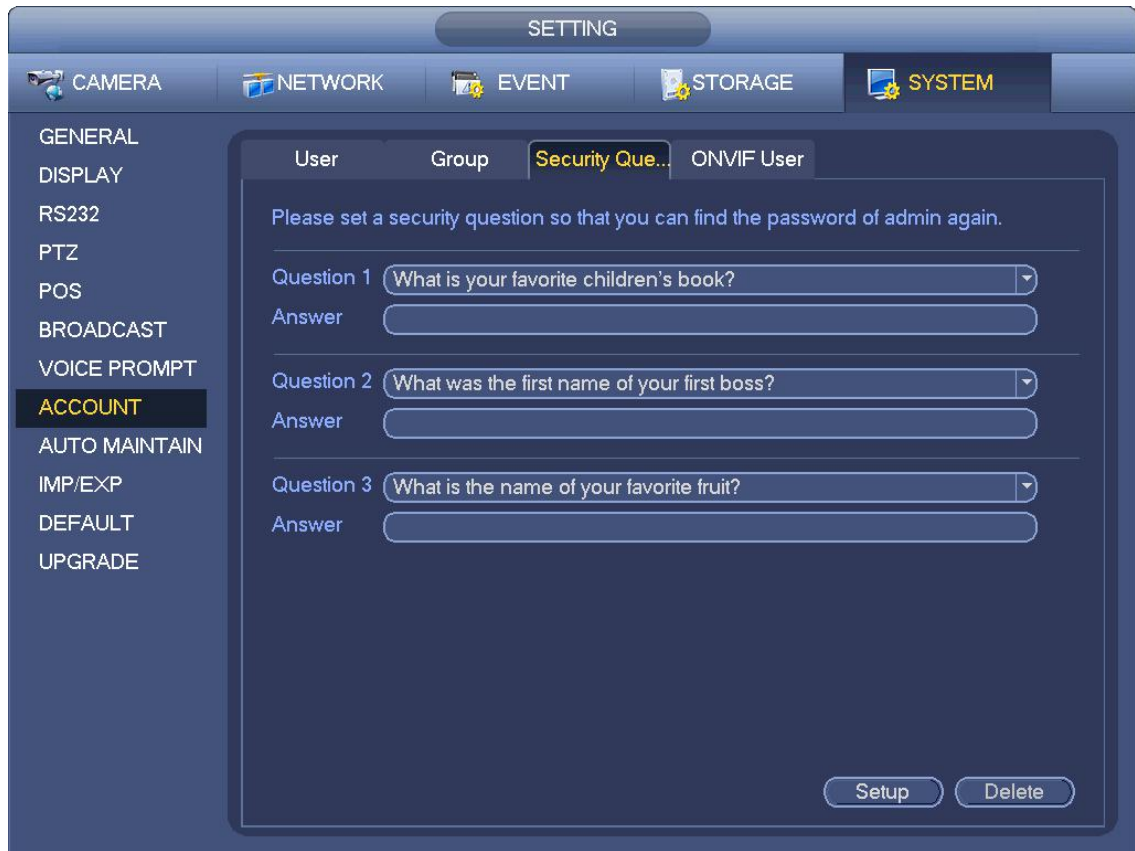 SETTING
CAMERA NETWORK EVENT STORAGE SYSTEM
GENERAL
DISPLAY
RS232
PTZ
POS
BROADCAST
VOICE PROMPT
ACCOUNT
AUTO MAINTAIN
IMP/EXP
DEFAULT
UPGRADE
User Group Security Que... ONVIF User
Please set a security question so that you can find the password of admin again.
Question 1 What is your favorite children's book?
Answer
Question 2 What was the first name of your first boss?
Answer
Question 3 What is the name of your favorite fruit?
Answer
Setup Delete